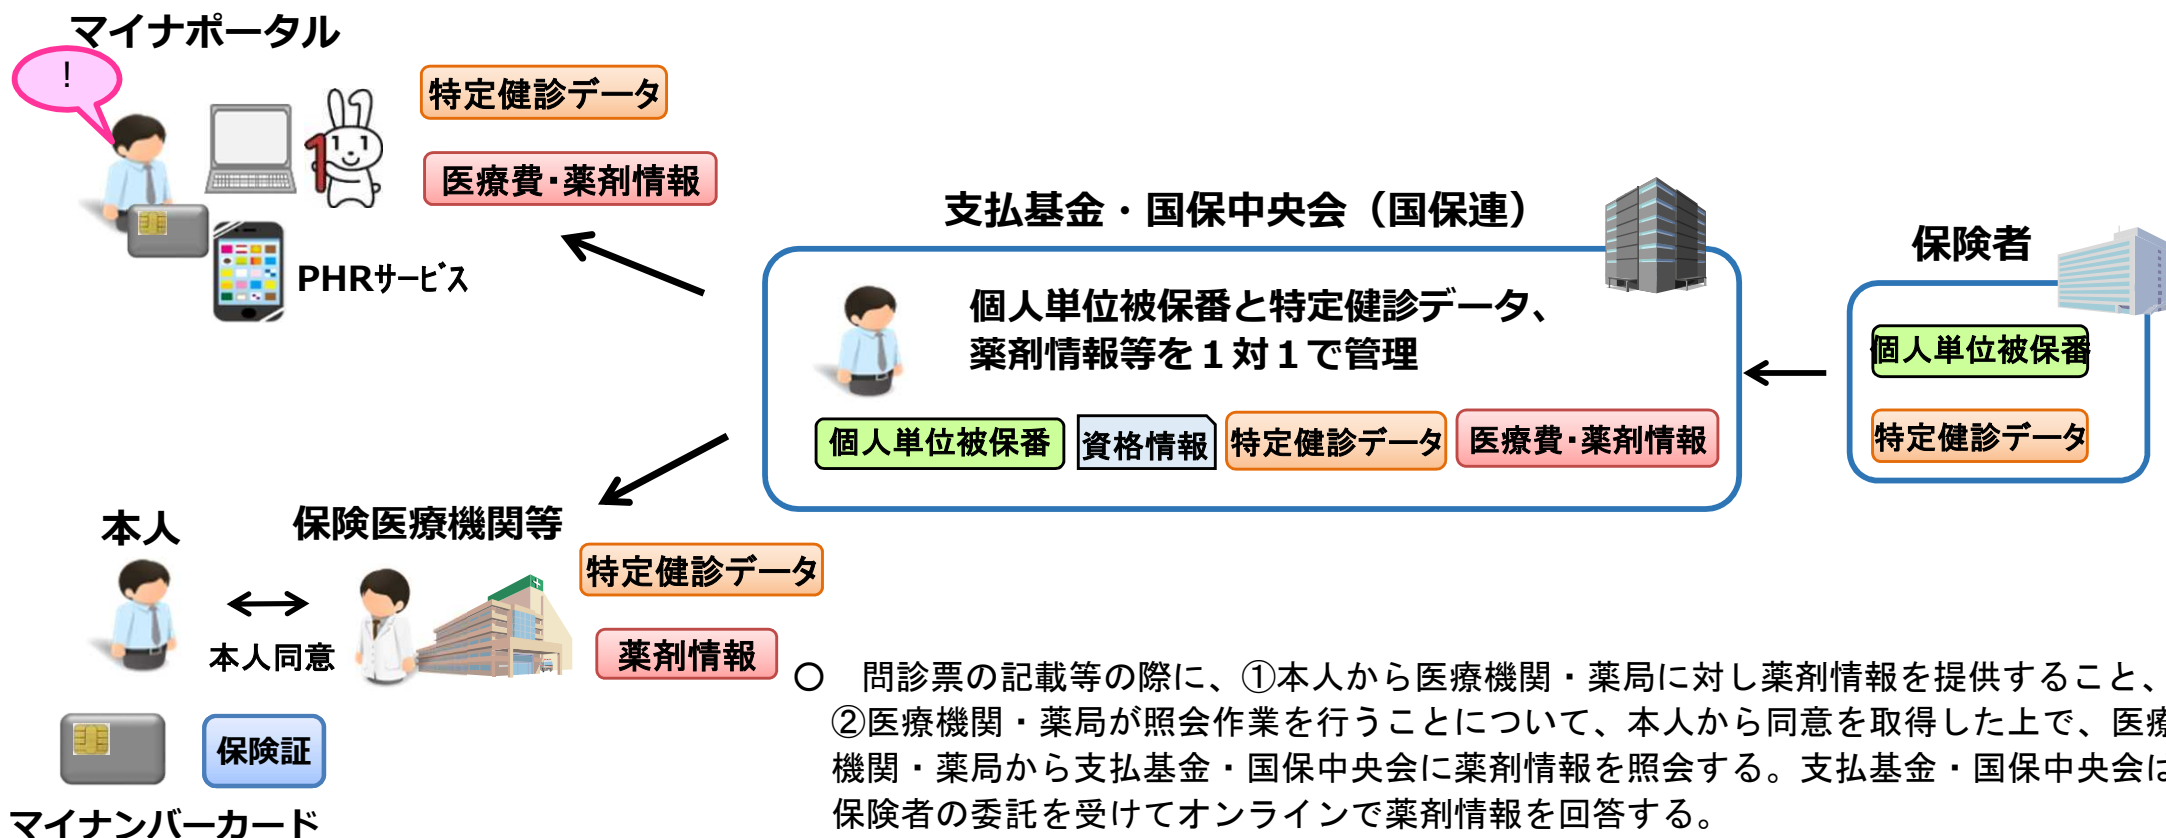 マイナポータル
!
特定健診データ
医療費・薬剤情報
PHRサービス
支払基金・国保中央会（国保連）
個人単位被保番と特定健診データ、
薬剤情報等を１対１で管理
個人単位被保番
資格情報
特定健診データ
医療費・薬剤情報
保険者
個人単位被保番
特定健診データ
本人
保険医療機関等
本人同意
特定健診データ
薬剤情報
保険証
マイナンバーカード
○　問診票の記載等の際に、①本人から医療機関・薬局に対し薬剤情報を提供すること、
②医療機関・薬局が照会作業を行うことについて、本人から同意を取得した上で、医療
機関・薬局から支払基金・国保中央会に薬剤情報を照会する。支払基金・国保中央会は
保険者の委託を受けてオンラインで薬剤情報を回答する。